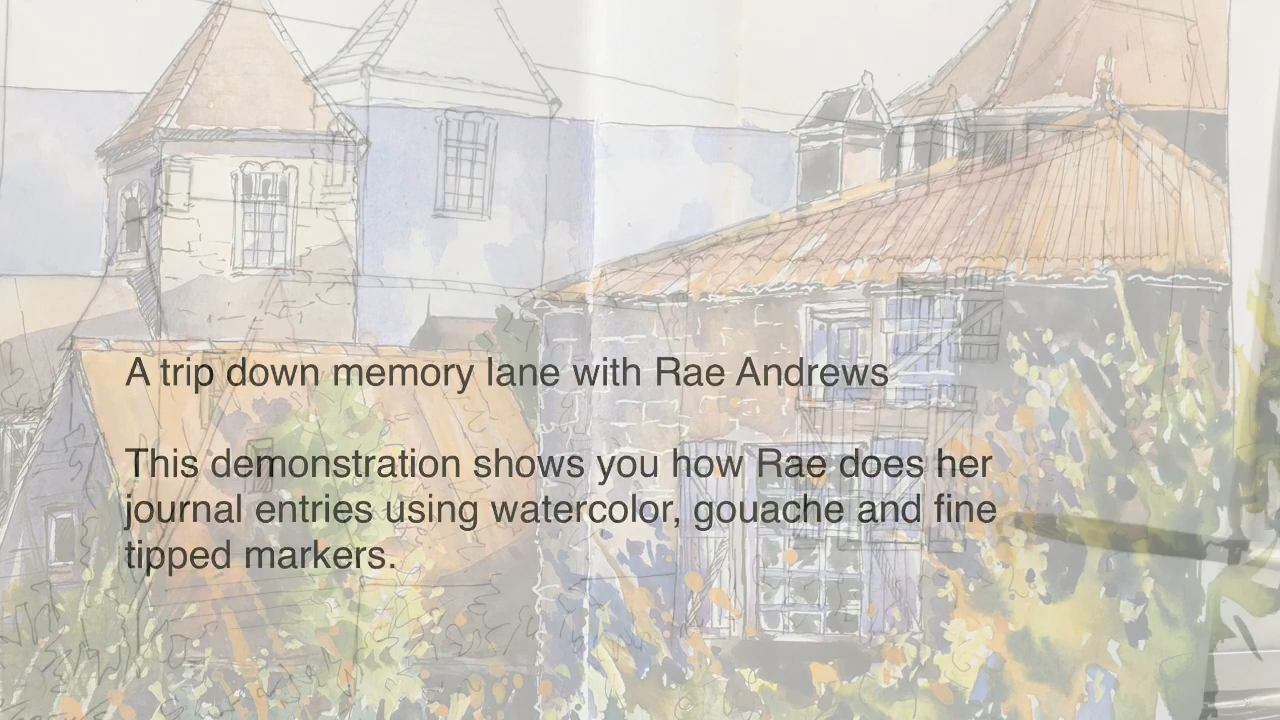 A trip down memory lane with Rae Andrews
This demonstration shows you how Rae does her
journal entries using watercolor, gouache and fine
tipped markers.